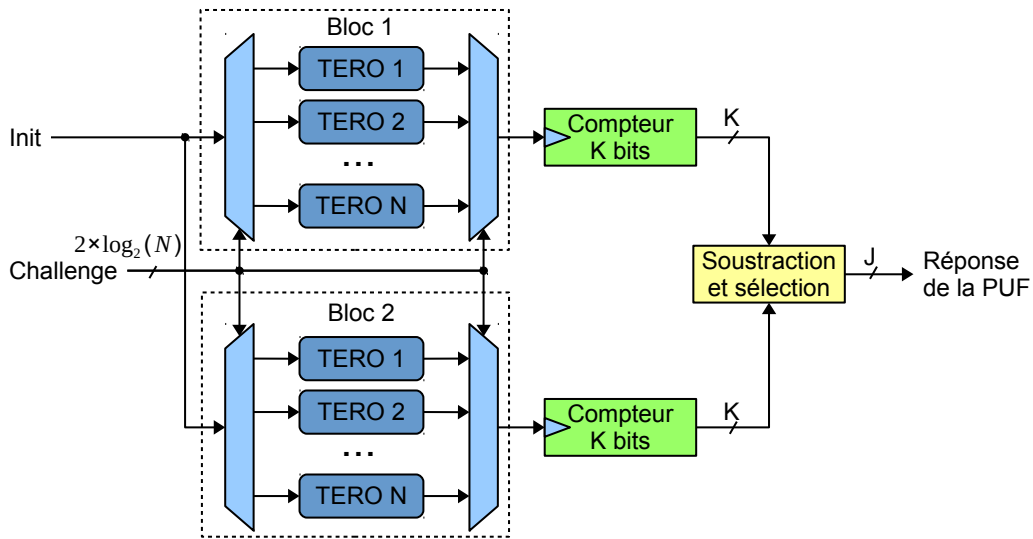 Bloc 1
TERO 1
TERO 2
...
TERO N
Init
Compteur
K bits
K
2×log₂(N)
Challenge
Soustraction
et sélection
J
Réponse
de la PUF
Bloc 2
TERO 1
TERO 2
...
TERO N
Compteur
K bits
K